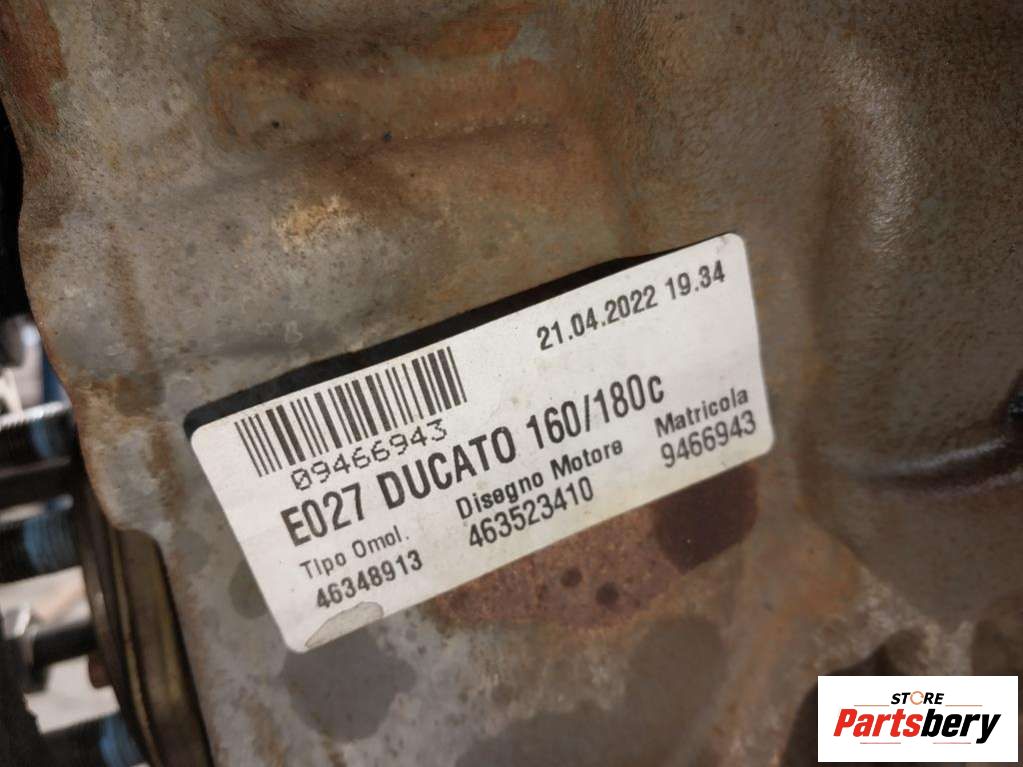 21.04.2022 19.34
09466943
E027 DUCATO 160/180c
Tipo Omol. Disegno Motore Matricola
46348913 463523410 9466943
STORE
Partsbery